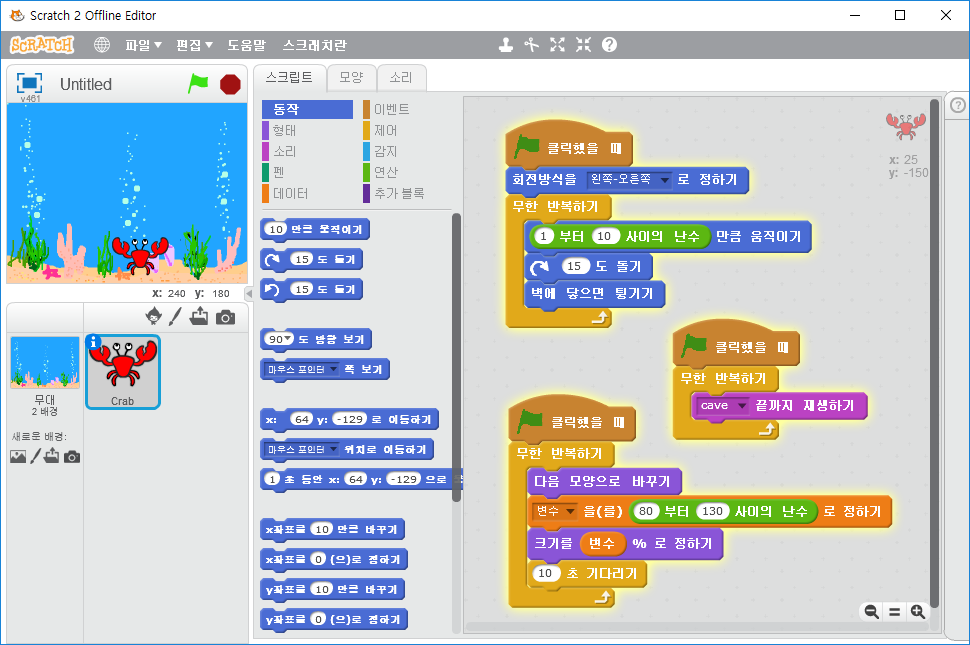 Scratch 2 Offline Editor
SCRATCH 파일 편집 도움말 스크래치란
Untitled
v461
x: 240 y: 180
무대
2 배경
새로운 배경:
Crab
스크립트 모양 소리
동작 이벤트
형태 제어
소리 감지
펜 연산
데이터 추가 블록
10 만큼 움직이기
15 도 돌기
15 도 돌기
90 도 방향 보기
마우스 포인터 쪽 보기
x: 64 y: -129 로 이동하기
마우스 포인터 위치로 이동하기
1 초 동안 x: 64 y: -129 으로
x좌표를 10 만큼 바꾸기
x좌표를 0 (으)로 정하기
y좌표를 10 만큼 바꾸기
y좌표를 0 (으)로 정하기
x: 25
y: -150
클릭했을 때
회전방식을 왼쪽-오른쪽 로 정하기
무한 반복하기
1 부터 10 사이의 난수 만큼 움직이기
15 도 돌기
벽에 닿으면 튕기기
클릭했을 때
무한 반복하기
cave 끝까지 재생하기
클릭했을 때
무한 반복하기
다음 모양으로 바꾸기
변수 을(를) 80 부터 130 사이의 난수 로 정하기
크기를 변수 % 로 정하기
10 초 기다리기